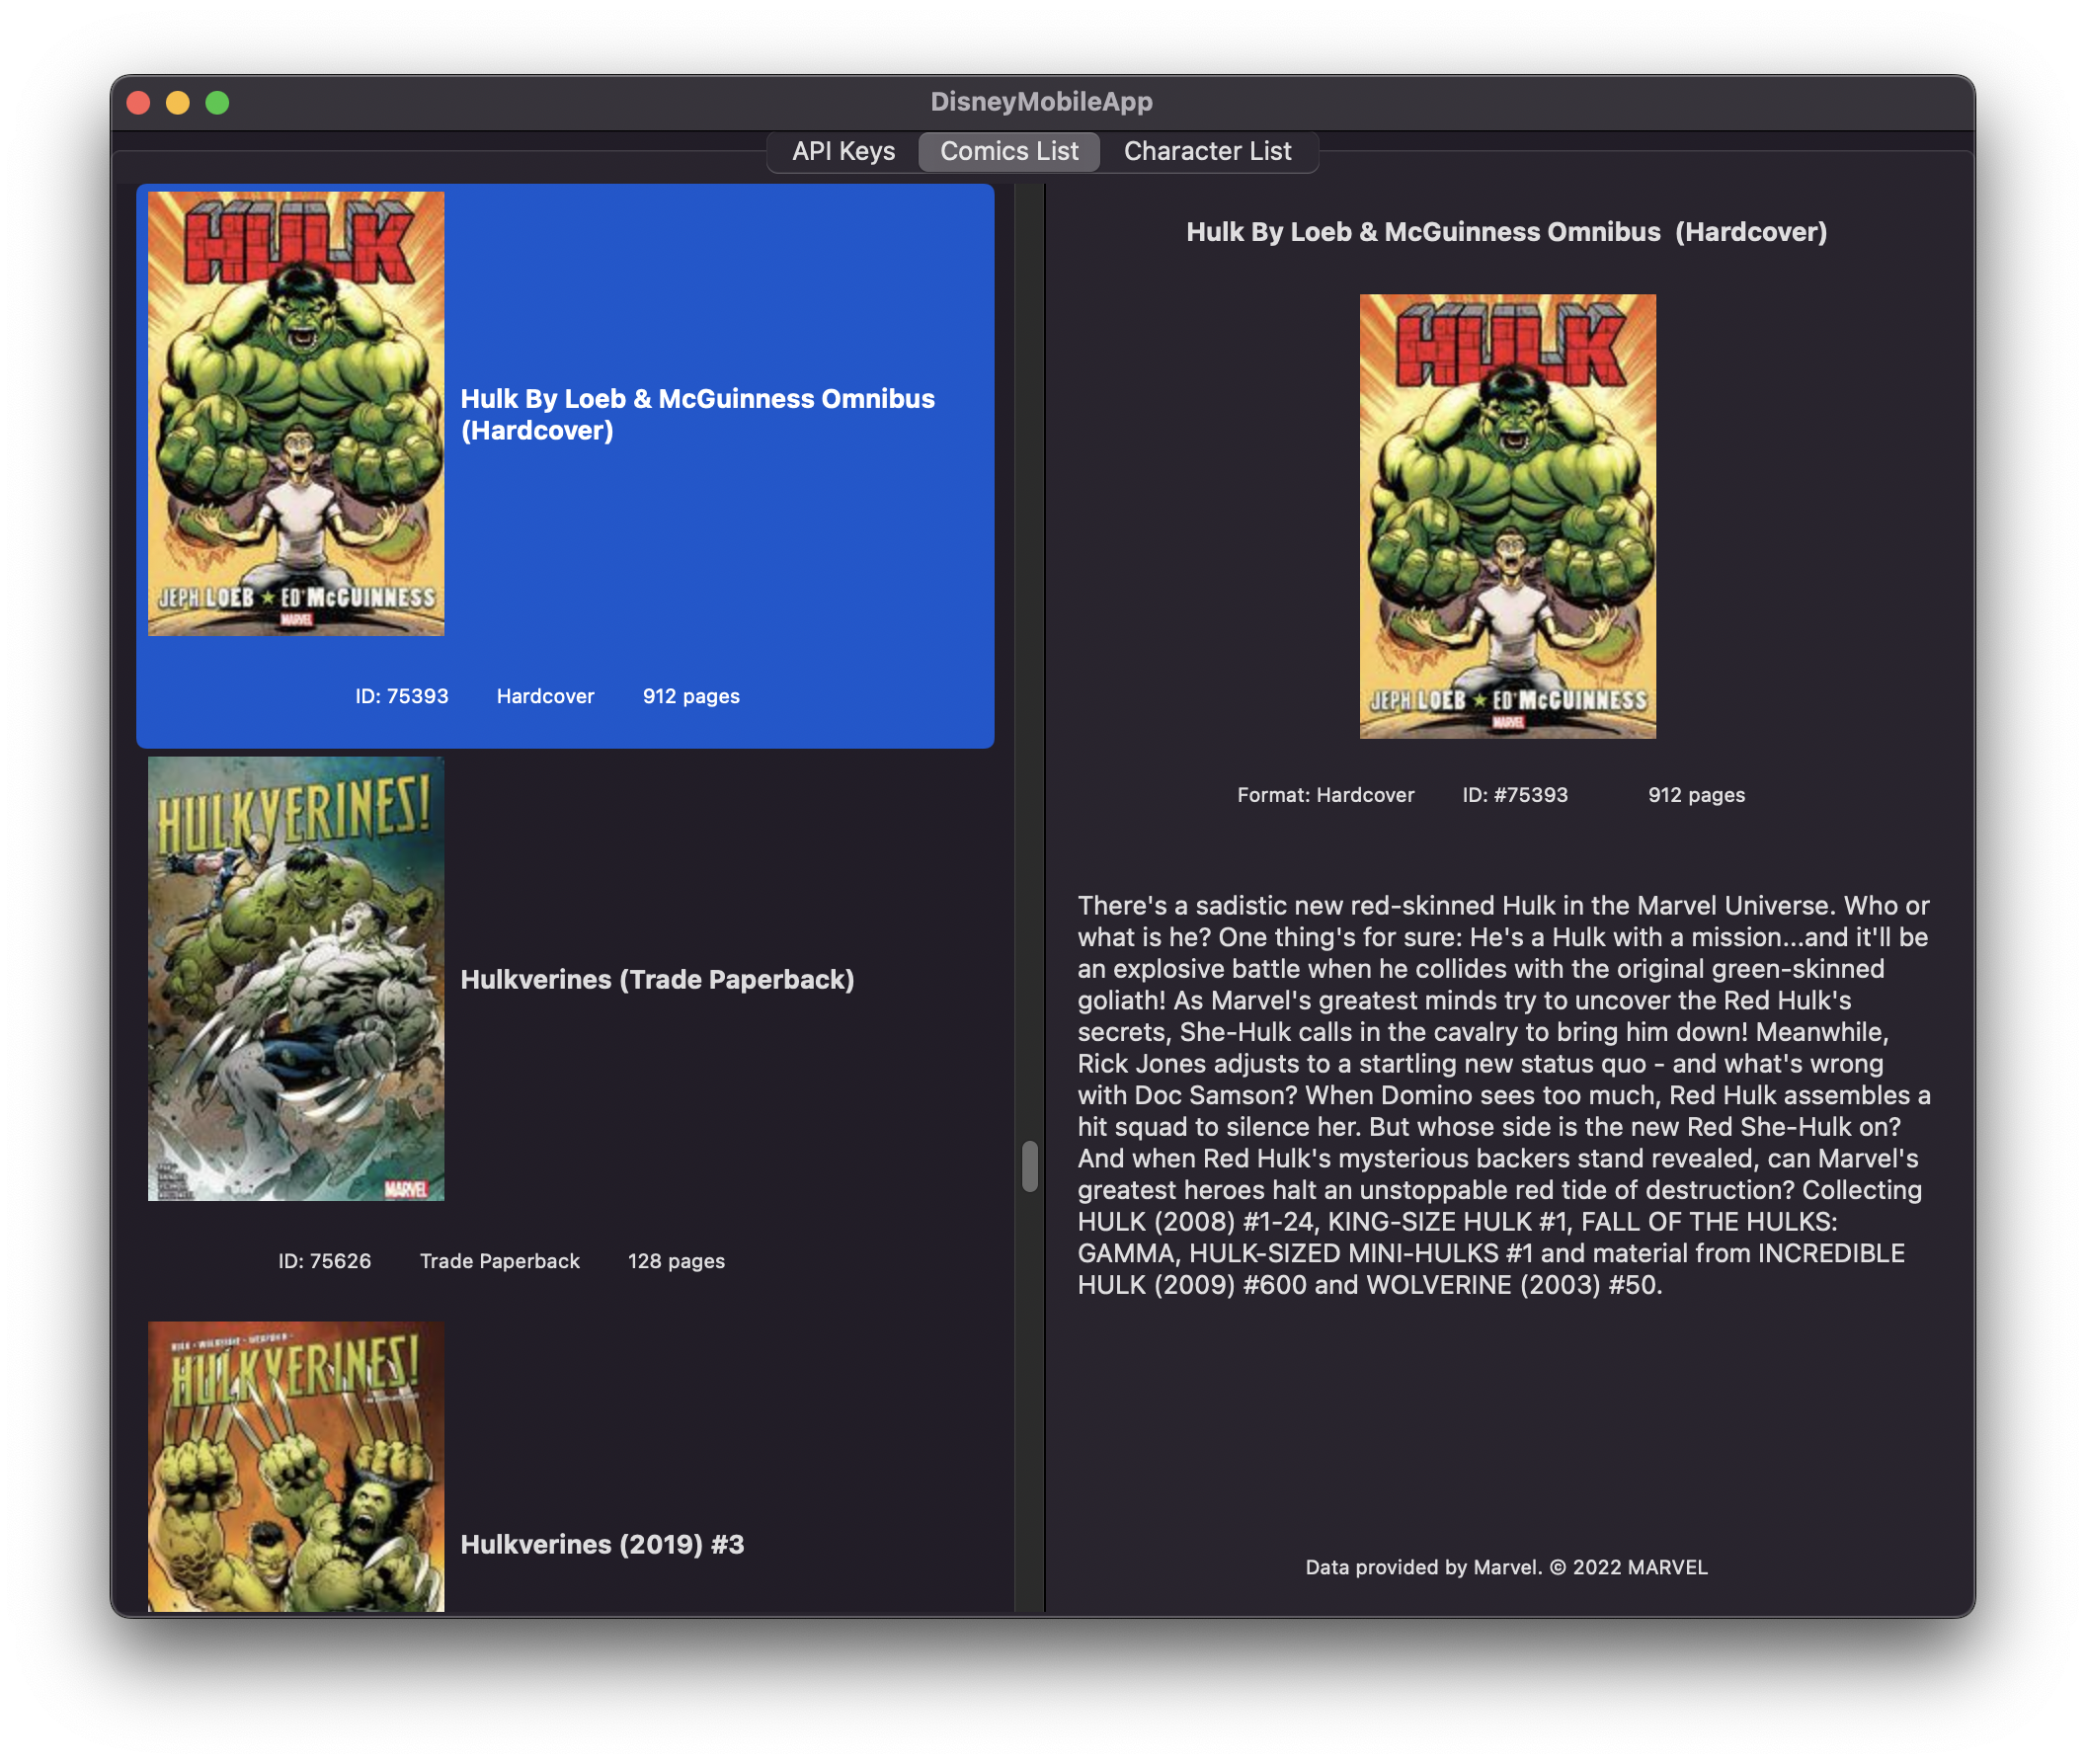 DisneyMobileApp
API Keys
Comics List
Character List
HULK
JEPH LOEB ★ ED McGUINNESS
MARVEL
Hulk By Loeb & McGuinness Omnibus
(Hardcover)
ID: 75393
Hardcover
912 pages
HULKVERINES!
MARVEL
Hulkverines (Trade Paperback)
ID: 75626
Trade Paperback
128 pages
HULKVERINES!
Hulkverines (2019) #3
Hulk By Loeb & McGuinness Omnibus (Hardcover)
HULK
JEPH LOEB ★ ED McGUINNESS
MARVEL
Format: Hardcover
ID: #75393
912 pages
There's a sadistic new red-skinned Hulk in the Marvel Universe. Who or
what is he? One thing's for sure: He's a Hulk with a mission...and it'll be
an explosive battle when he collides with the original green-skinned
goliath! As Marvel's greatest minds try to uncover the Red Hulk's
secrets, She-Hulk calls in the cavalry to bring him down! Meanwhile,
Rick Jones adjusts to a startling new status quo - and what's wrong
with Doc Samson? When Domino sees too much, Red Hulk assembles a
hit squad to silence her. But whose side is the new Red She-Hulk on?
And when Red Hulk's mysterious backers stand revealed, can Marvel's
greatest heroes halt an unstoppable red tide of destruction? Collecting
HULK (2008) #1-24, KING-SIZE HULK #1, FALL OF THE HULKS:
GAMMA, HULK-SIZED MINI-HULKS #1 and material from INCREDIBLE
HULK (2009) #600 and WOLVERINE (2003) #50.
Data provided by Marvel. © 2022 MARVEL